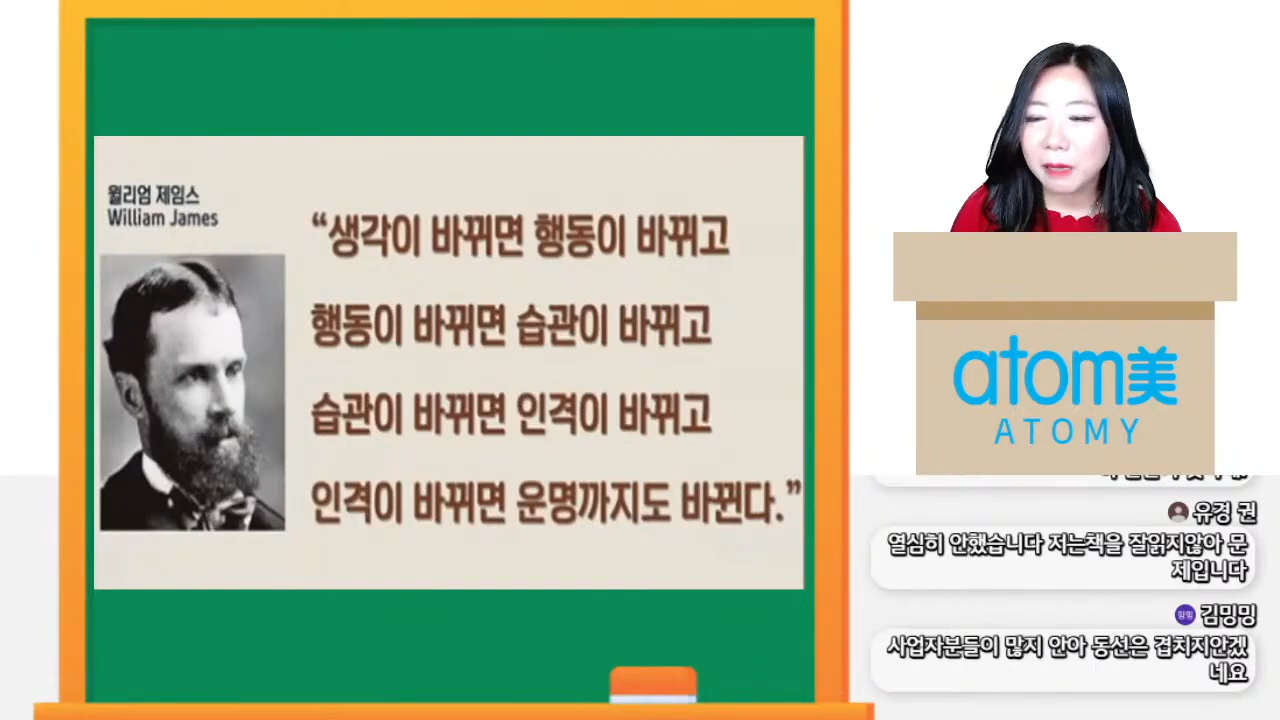 윌리엄 제임스
William James
“생각이 바뀌면 행동이 바뀌고
행동이 바뀌면 습관이 바뀌고
습관이 바뀌면 인격이 바뀌고
인격이 바뀌면 운명까지도 바뀐다.”
atom美
ATOMY
유경 권
열심히 안했습니다 저는책을 잘읽지않아 문
제입니다
김밍밍
사업자분들이 많지 안아 동선은 겹치지안겠
네요